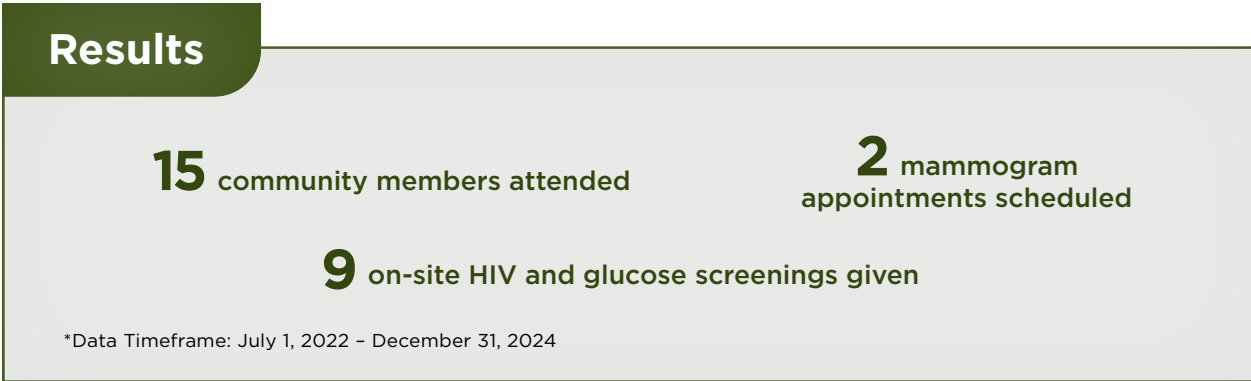 Results
15 community members attended
2 mammogram
appointments scheduled
9 on-site HIV and glucose screenings given
*Data Timeframe: July 1, 2022 – December 31, 2024